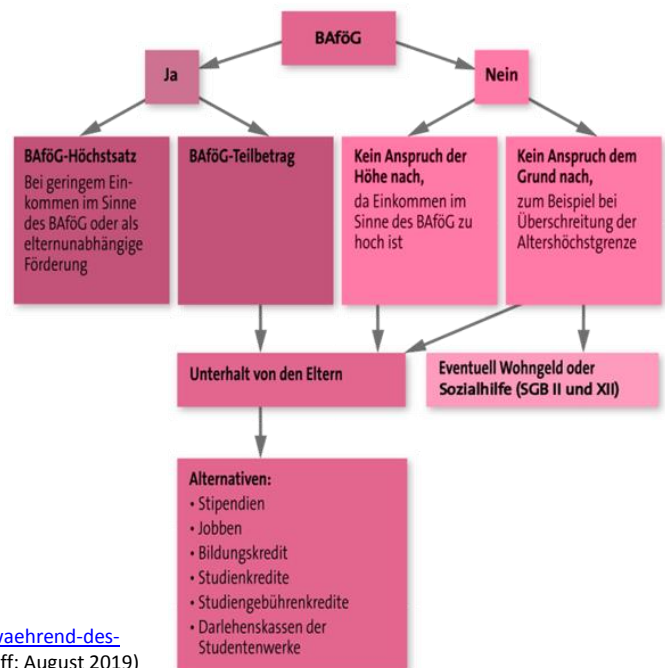 BAföG
Ja
Nein
BAföG-Höchstsatz
Bei geringem Ein-
kommen im Sinne
des BAföG oder als
elternunabhängige
Förderung
BAföG-Teilbetrag
Kein Anspruch der
Höhe nach,
da Einkommen im
Sinne des BAföG zu
hoch ist
Kein Anspruch dem
Grund nach,
zum Beispiel bei
Überschreitung der
Altershöchstgrenze
Unterhalt von den Eltern
Eventuell Wohngeld oder
Sozialhilfe (SGB II und XII)
Alternativen:
• Stipendien
• Jobben
• Bildungskredit
• Studienkredite
• Studiengebührenkredite
• Darlehenskassen der
Studentenwerke
waehrend-des-
ff: August 2019)